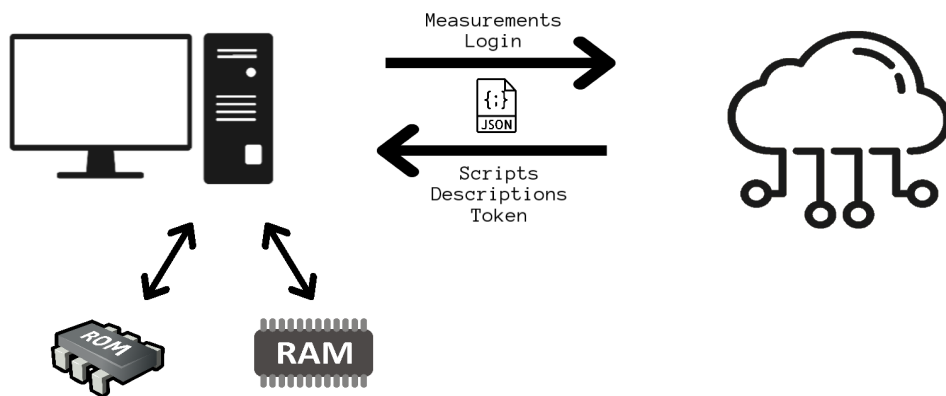 Measurements
Login
{;}
JSON
Scripts
Descriptions
Token
ROM
RAM